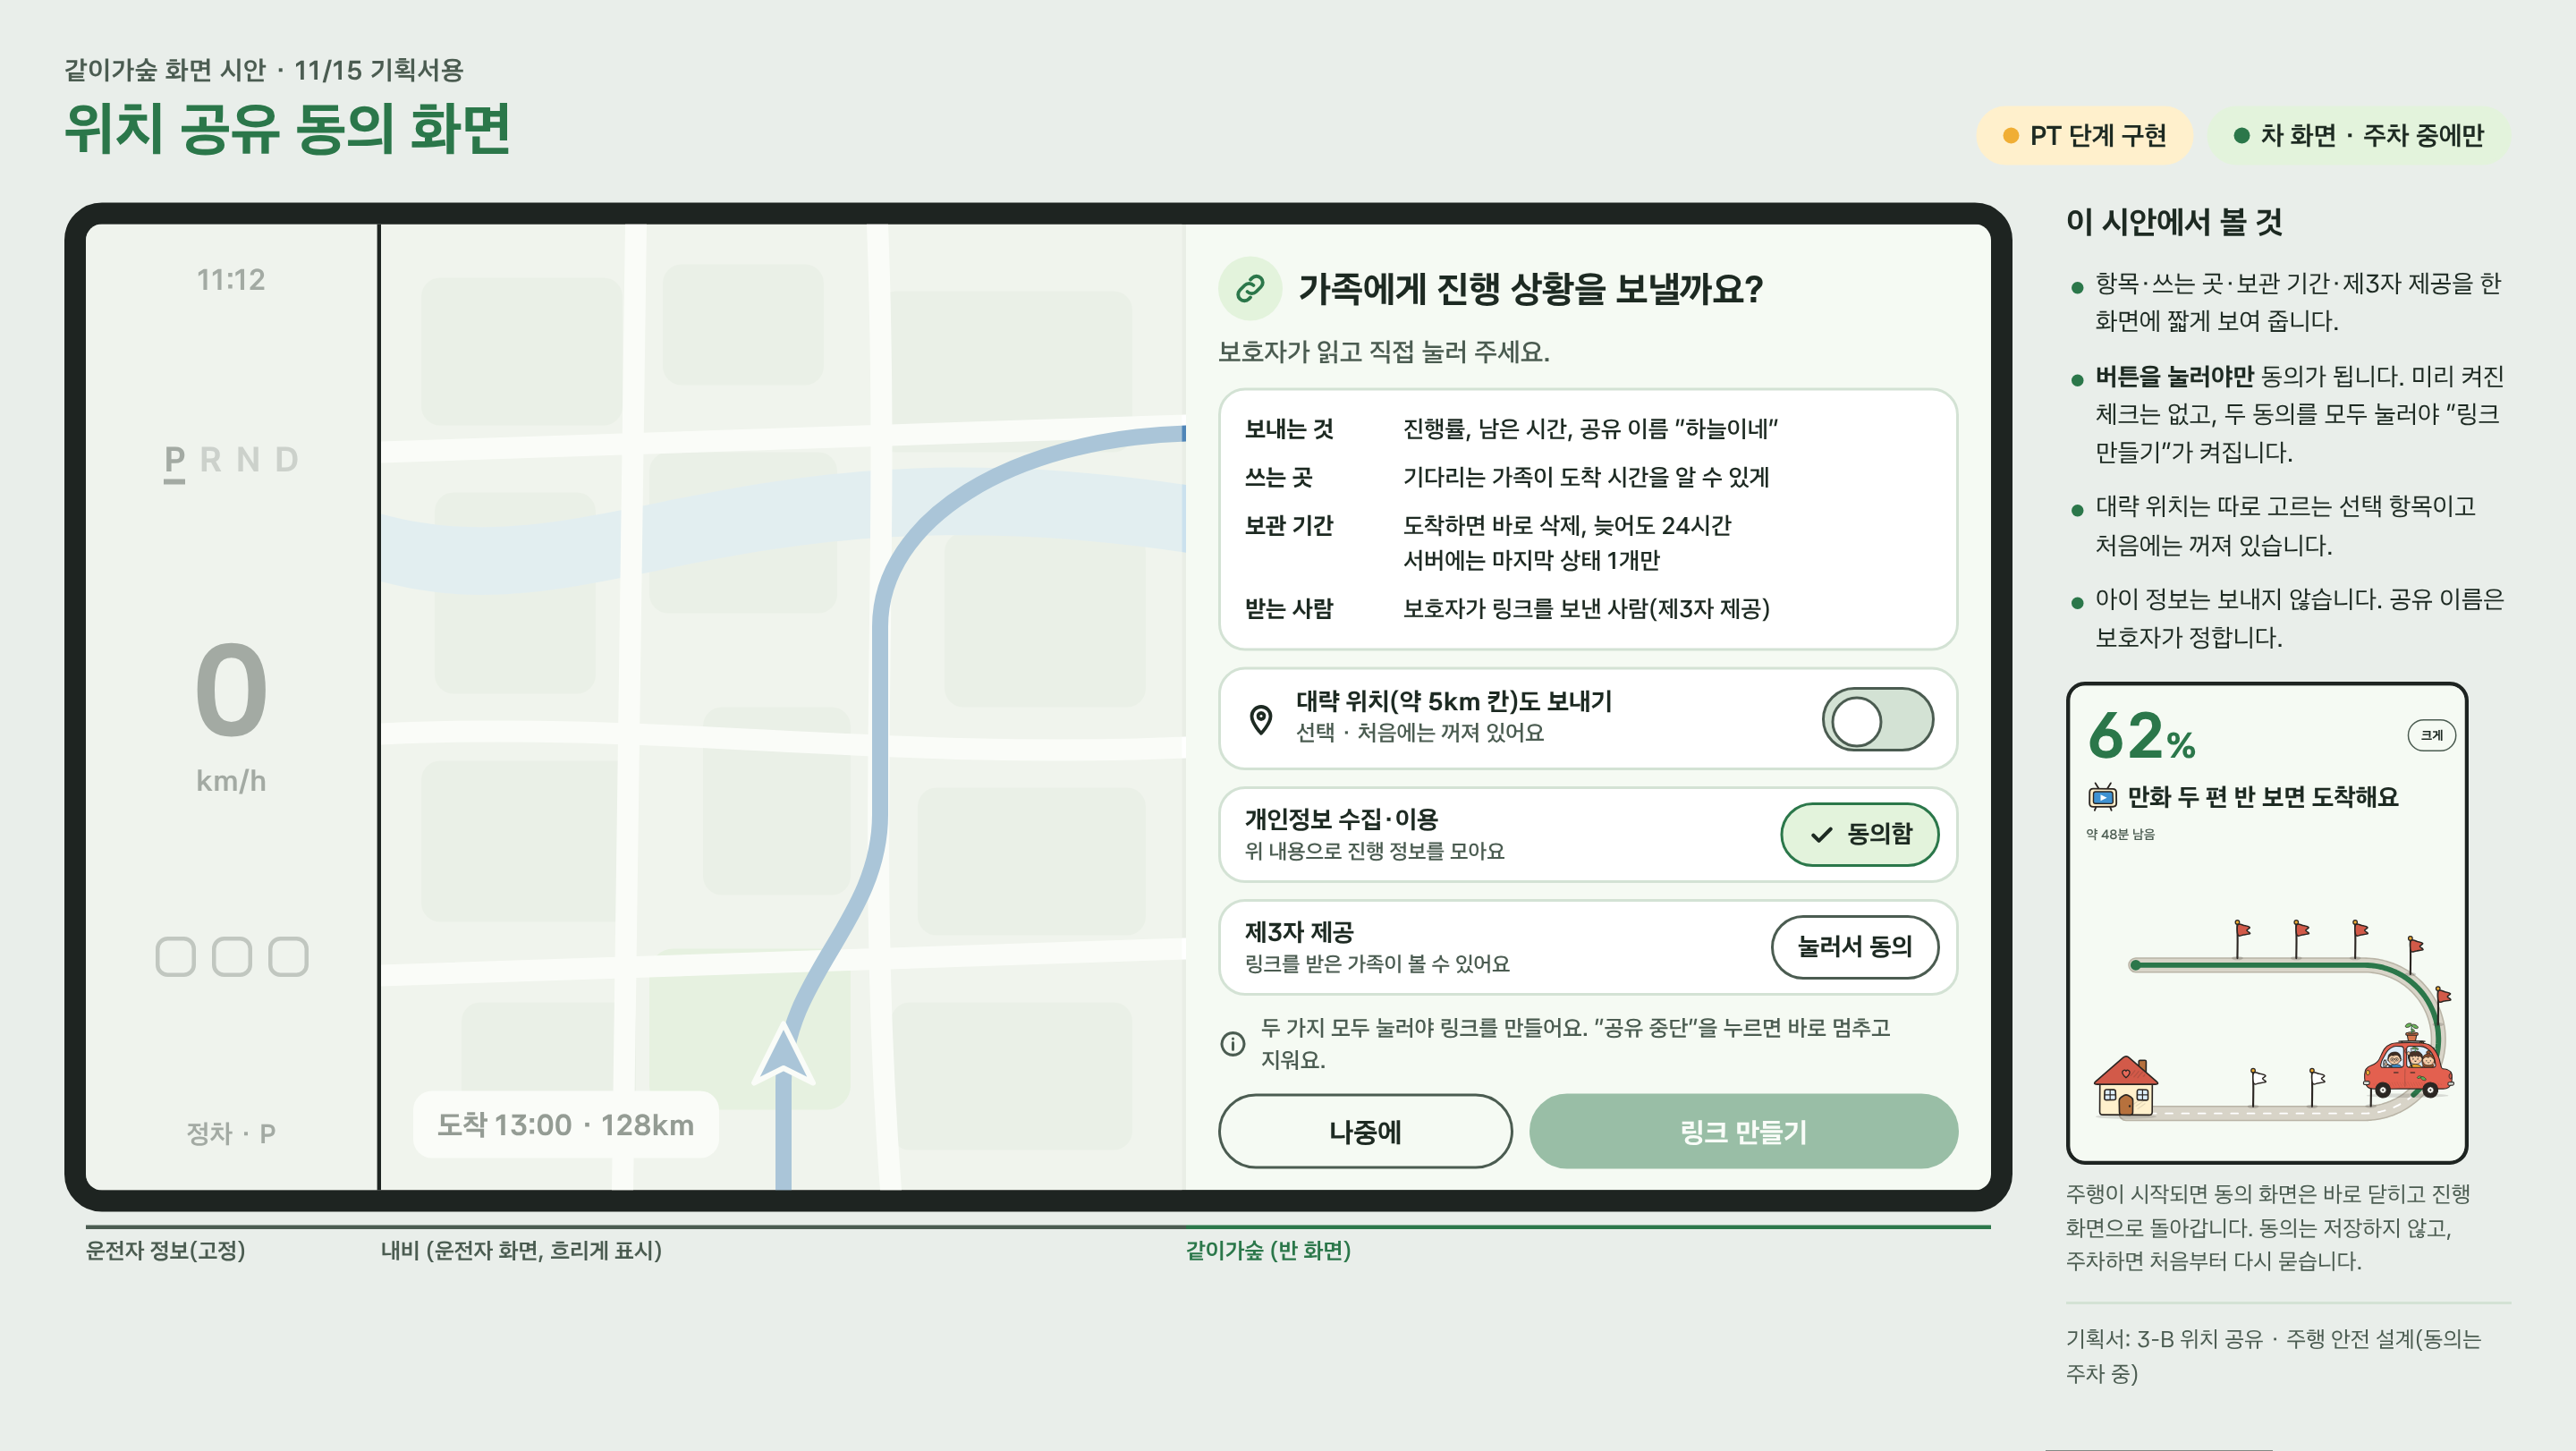 같이가숲 화면 시안 · 11/15 기획서용
위치 공유 동의 화면
PT 단계 구현
차 화면 · 주차 중에만
11:12
P R N D
0
km/h
정차 · P
도착 13:00 · 128km
가족에게 진행 상황을 보낼까요?
보호자가 읽고 직접 눌러 주세요.
보내는 것 진행률, 남은 시간, 공유 이름 "하늘이네"
쓰는 곳 기다리는 가족이 도착 시간을 알 수 있게
보관 기간 도착하면 바로 삭제, 늦어도 24시간
서버에는 마지막 상태 1개만
받는 사람 보호자가 링크를 보낸 사람(제3자 제공)
대략 위치(약 5km 칸)도 보내기
선택 · 처음에는 꺼져 있어요
개인정보 수집·이용
위 내용으로 진행 정보를 모아요
동의함
제3자 제공
링크를 받은 가족이 볼 수 있어요
눌러서 동의
두 가지 모두 눌러야 링크를 만들어요. "공유 중단"을 누르면 바로 멈추고
지워요.
나중에
링크 만들기
운전자 정보(고정)
내비 (운전자 화면, 흐리게 표시)
같이가숲 (반 화면)
이 시안에서 볼 것
항목·쓰는 곳·보관 기간·제3자 제공을 한
화면에 짧게 보여 줍니다.
버튼을 눌러야만 동의가 됩니다. 미리 켜진
체크는 없고, 두 동의를 모두 눌러야 "링크
만들기"가 켜집니다.
대략 위치는 따로 고르는 선택 항목이고
처음에는 꺼져 있습니다.
아이 정보는 보내지 않습니다. 공유 이름은
보호자가 정합니다.
62%
크게
만화 두 편 반 보면 도착해요
약 48분 남음
주행이 시작되면 동의 화면은 바로 닫히고 진행
화면으로 돌아갑니다. 동의는 저장하지 않고,
주차하면 처음부터 다시 묻습니다.
기획서: 3-B 위치 공유 · 주행 안전 설계(동의는
주차 중)